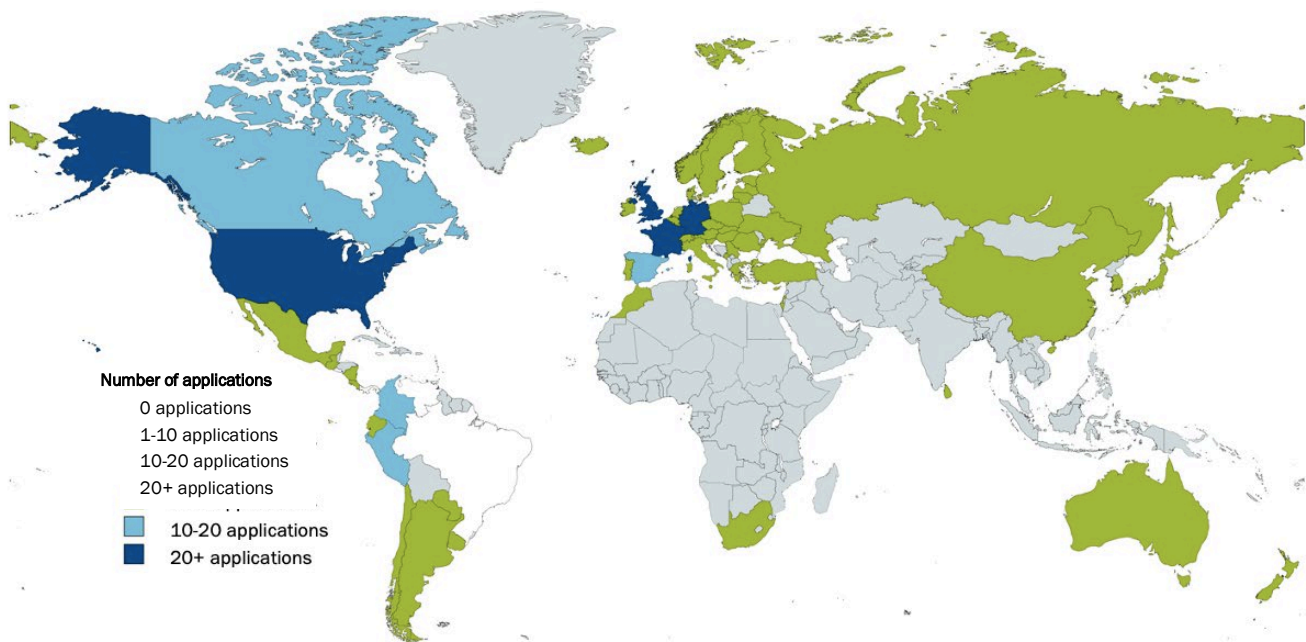 Number of applications
0 applications
1-10 applications
10-20 applications
20+ applications
10-20 applications
20+ applications